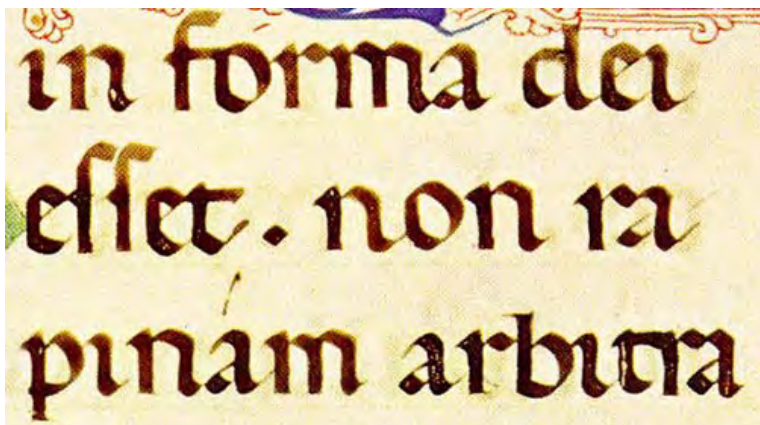 in forma dei
esset. non ra
pinam arbitra